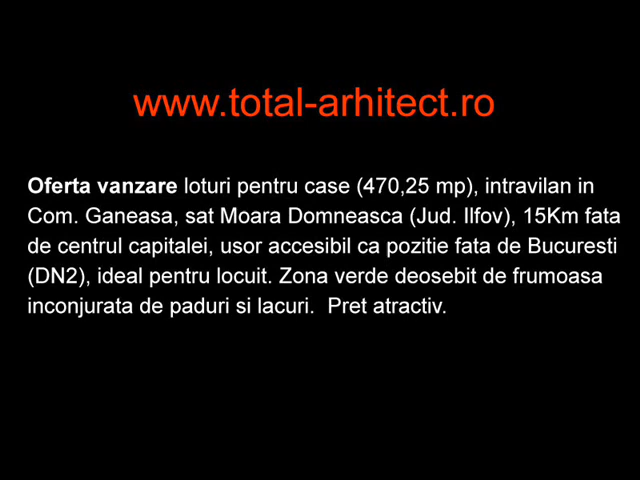 www.total-arhitect.ro
Oferta vanzare loturi pentru case (470,25 mp), intravilan in
Com. Ganeasa, sat Moara Domneasca (Jud. Ilfov), 15Km fata
de centrul capitalei, usor accesibil ca pozitie fata de Bucuresti
(DN2), ideal pentru locuit. Zona verde deosebit de frumoasa
inconjurata de paduri si lacuri.  Pret atractiv.